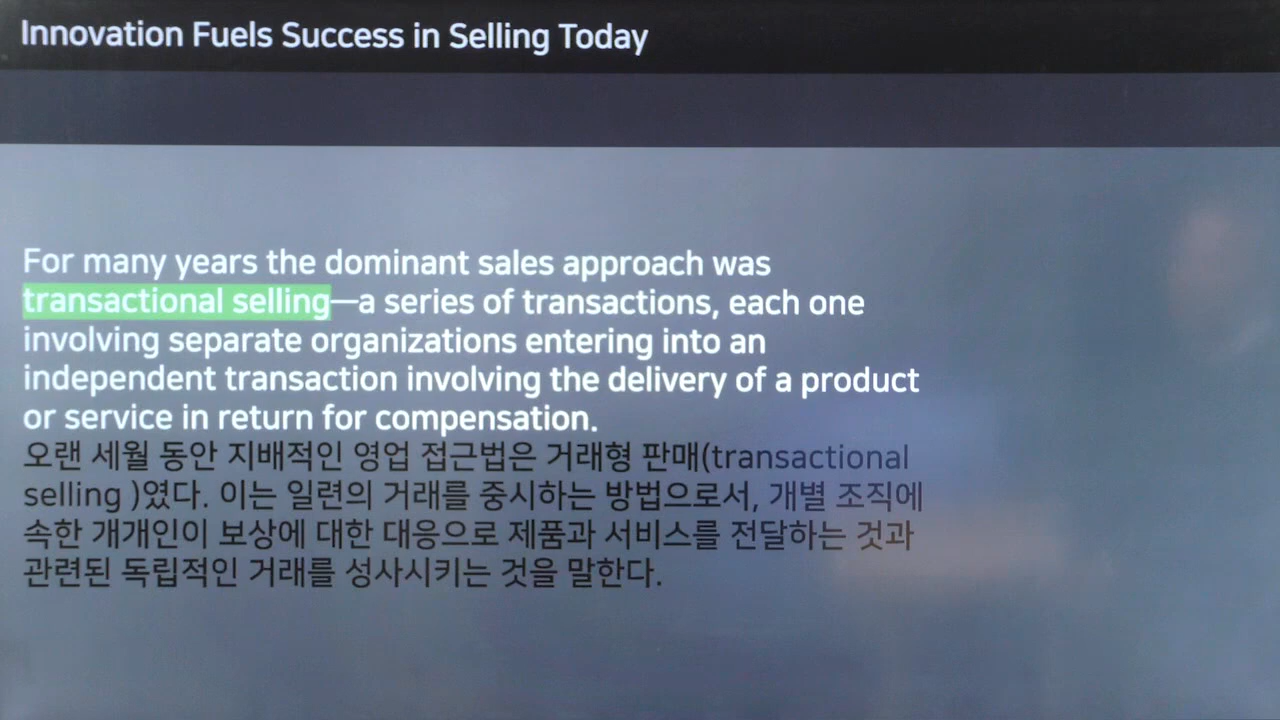 Innovation Fuels Success in Selling Today
For many years the dominant sales approach was
transactional selling—a series of transactions, each one
involving separate organizations entering into an
independent transaction involving the delivery of a product
or service in return for compensation.
오랜 세월 동안 지배적인 영업 접근법은 거래형 판매(transactional
selling )였다. 이는 일련의 거래를 중시하는 방법으로서, 개별 조직에
속한 개개인이 보상에 대한 대응으로 제품과 서비스를 전달하는 것과
관련된 독립적인 거래를 성사시키는 것을 말한다.